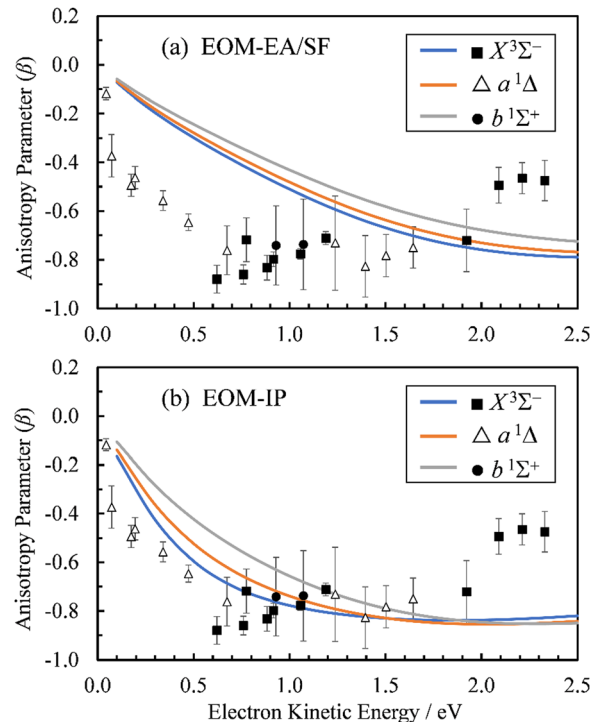 (a) EOM-EA/SF
■ X³Σ⁻
△ a¹Δ
● b¹Σ⁺
Anisotropy Parameter (β)
0.2
0.0
-0.2
-0.4
-0.6
-0.8
-1.0
0.0 0.5 1.0 1.5 2.0 2.5
(b) EOM-IP
■ X³Σ⁻
△ a¹Δ
● b¹Σ⁺
Anisotropy Parameter (β)
0.2
0.0
-0.2
-0.4
-0.6
-0.8
-1.0
0.0 0.5 1.0 1.5 2.0 2.5
Electron Kinetic Energy / eV